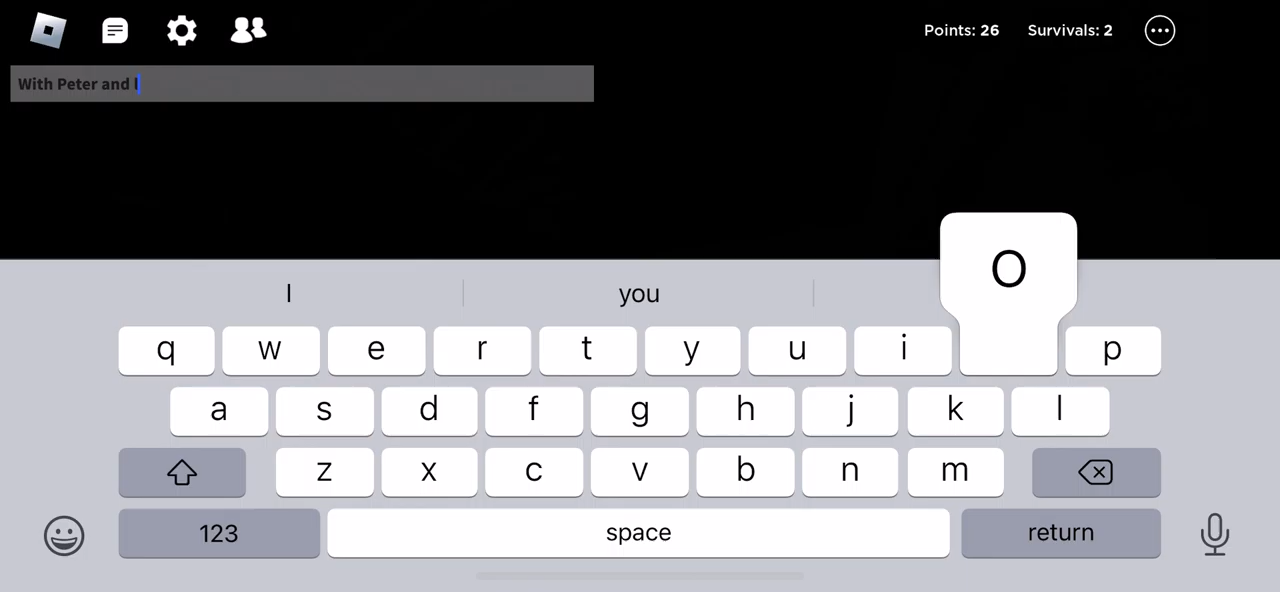 Points: 26 Survivals: 2
With Peter and l
I you
O
q w e r t y u i p
a s d f g h j k l
z x c v b n m
123 space return